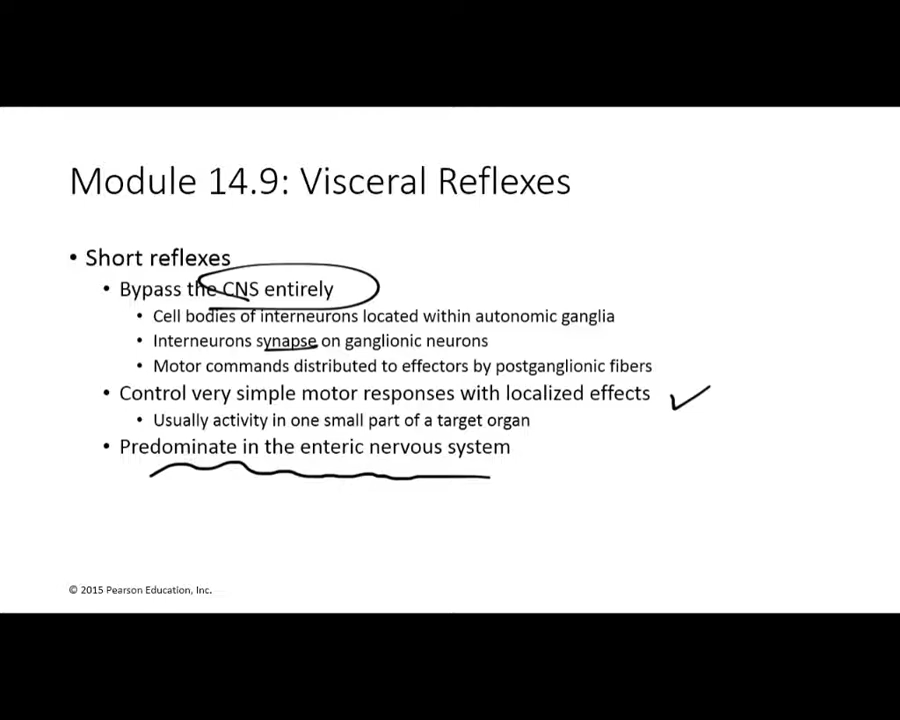 Module 14.9: Visceral Reflexes
• Short reflexes
• Bypass the CNS entirely
• Cell bodies of interneurons located within autonomic ganglia
• Interneurons synapse on ganglionic neurons
• Motor commands distributed to effectors by postganglionic fibers
• Control very simple motor responses with localized effects
• Usually activity in one small part of a target organ
• Predominate in the enteric nervous system
© 2015 Pearson Education, Inc.